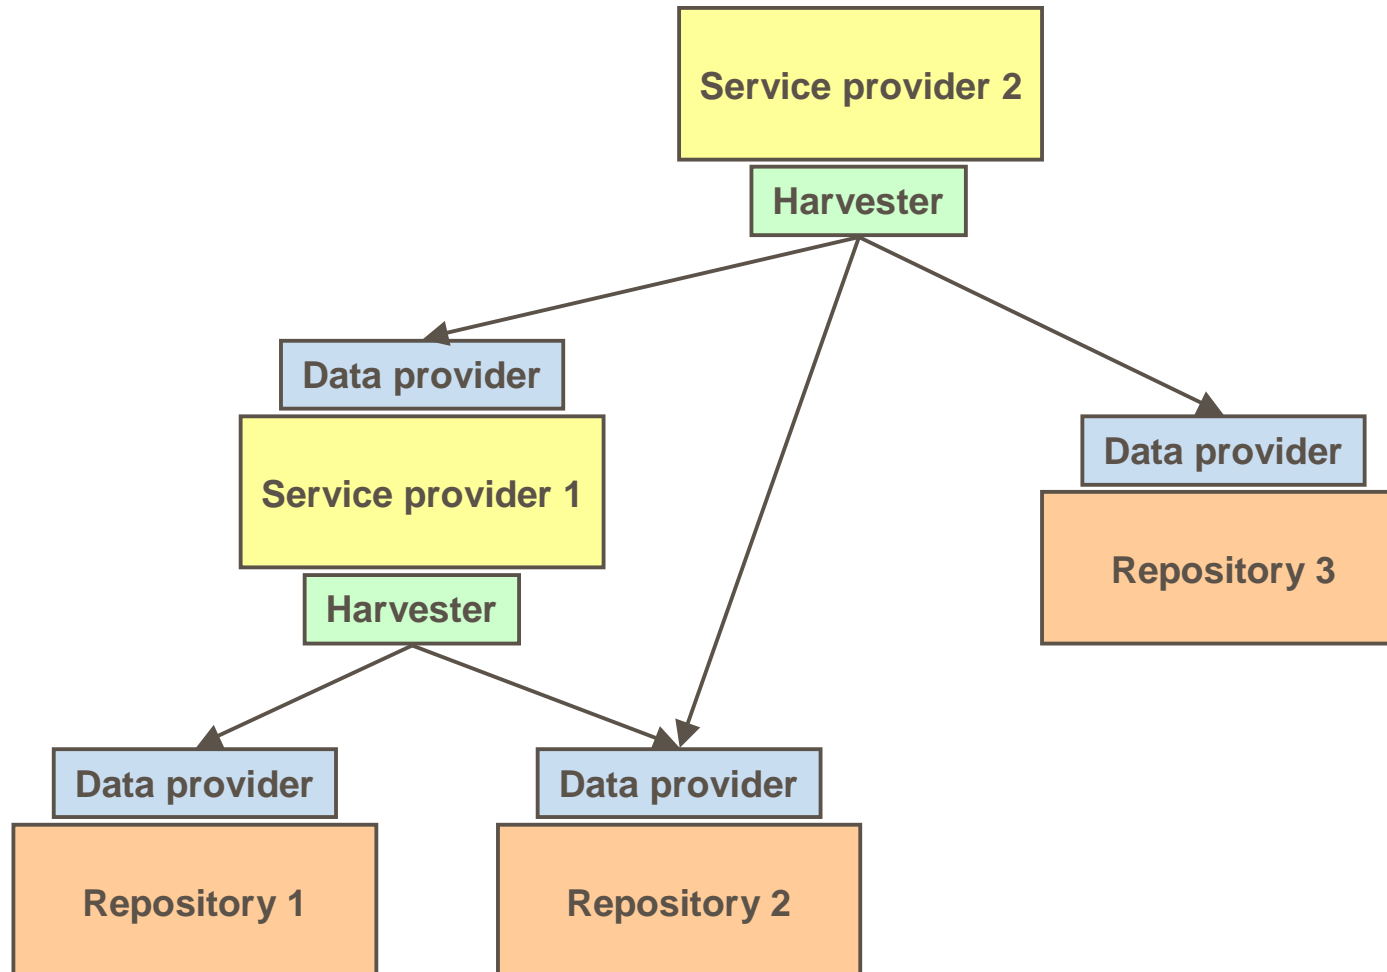 Service provider 2
Harvester
Data provider
Service provider 1
Harvester
Data provider
Repository 3
Data provider
Repository 1
Data provider
Repository 2